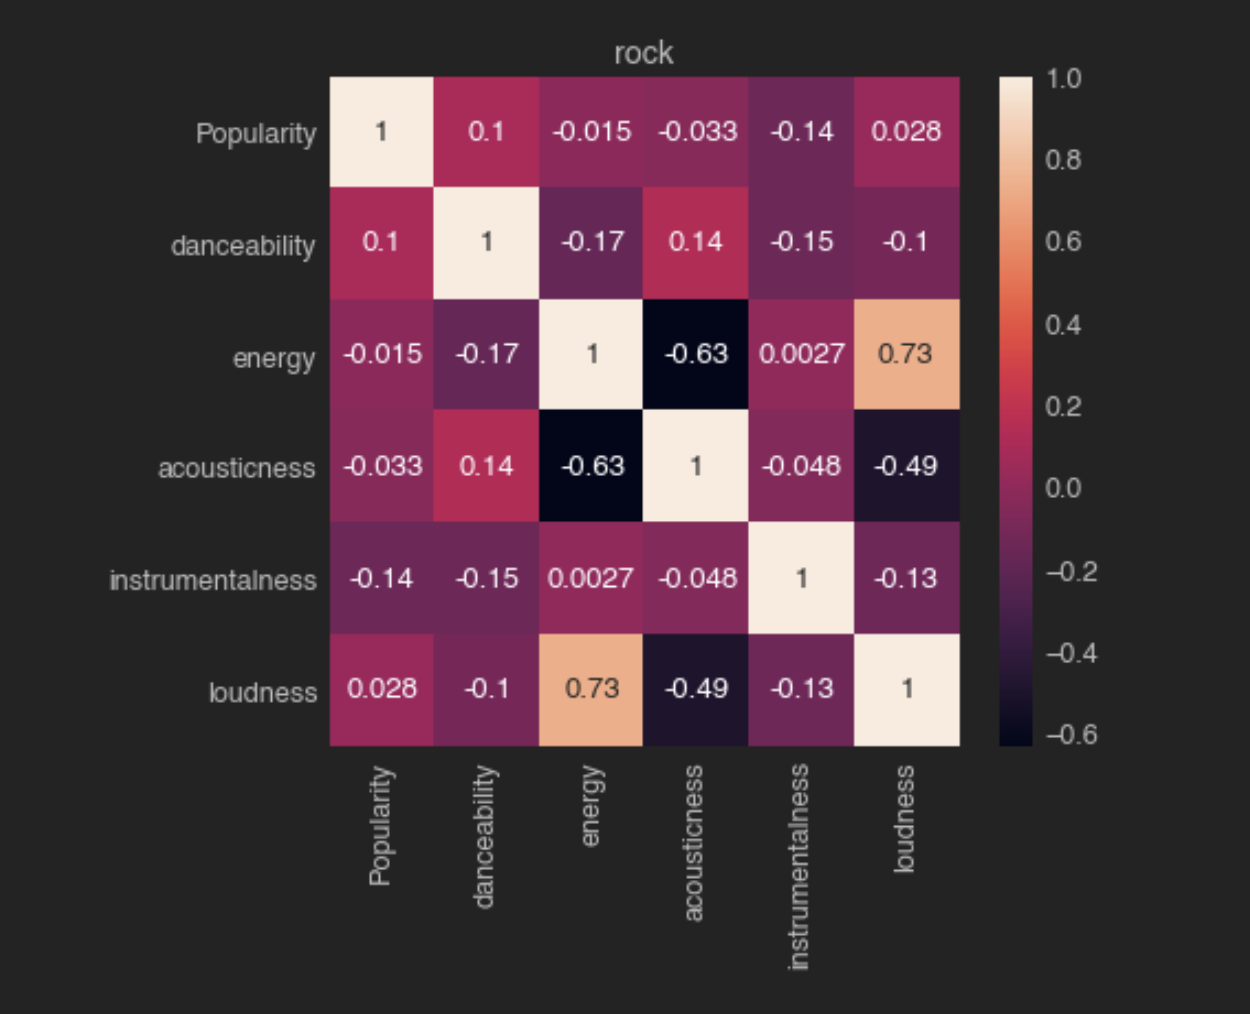 rock
Popularity 1 0.1 -0.015 -0.033 -0.14 0.028
danceability 0.1 1 -0.17 0.14 -0.15 -0.1
energy -0.015 -0.17 1 -0.63 0.0027 0.73
acousticness -0.033 0.14 -0.63 1 -0.048 -0.49
instrumentalness -0.14 -0.15 0.0027 -0.048 1 -0.13
loudness 0.028 -0.1 0.73 -0.49 -0.13 1
Popularity danceability energy acousticness instrumentalness loudness
1.0
0.8
0.6
0.4
0.2
0.0
−0.2
−0.4
−0.6